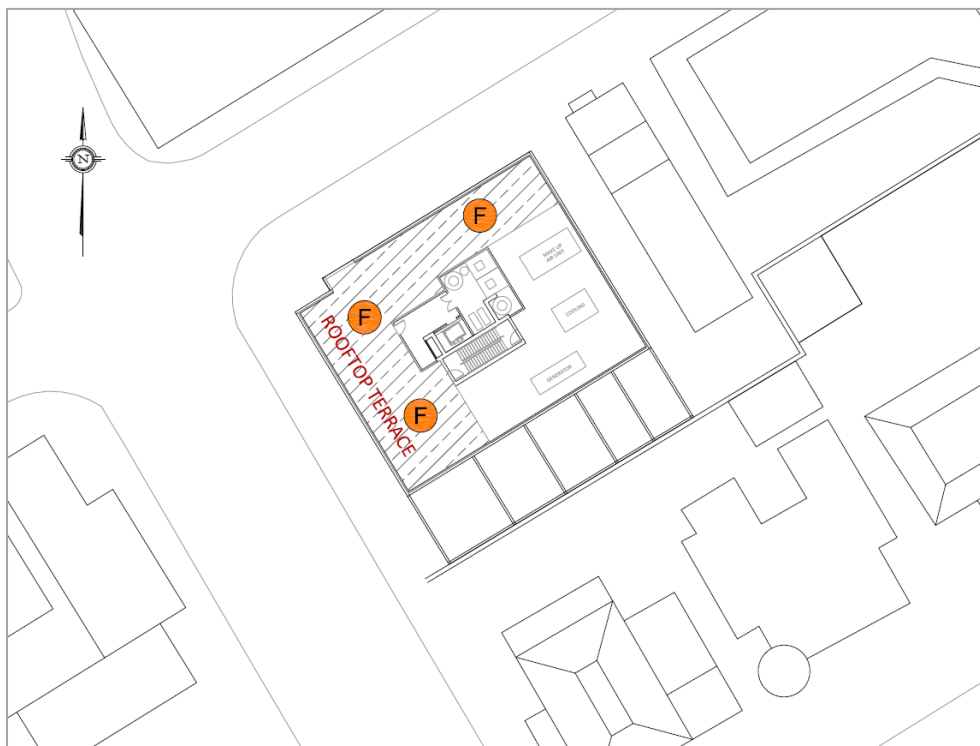 N
F
MAKE UP
AIR UNIT
F
COOLING
ROOFTOP TERRACE
GENERATOR
F